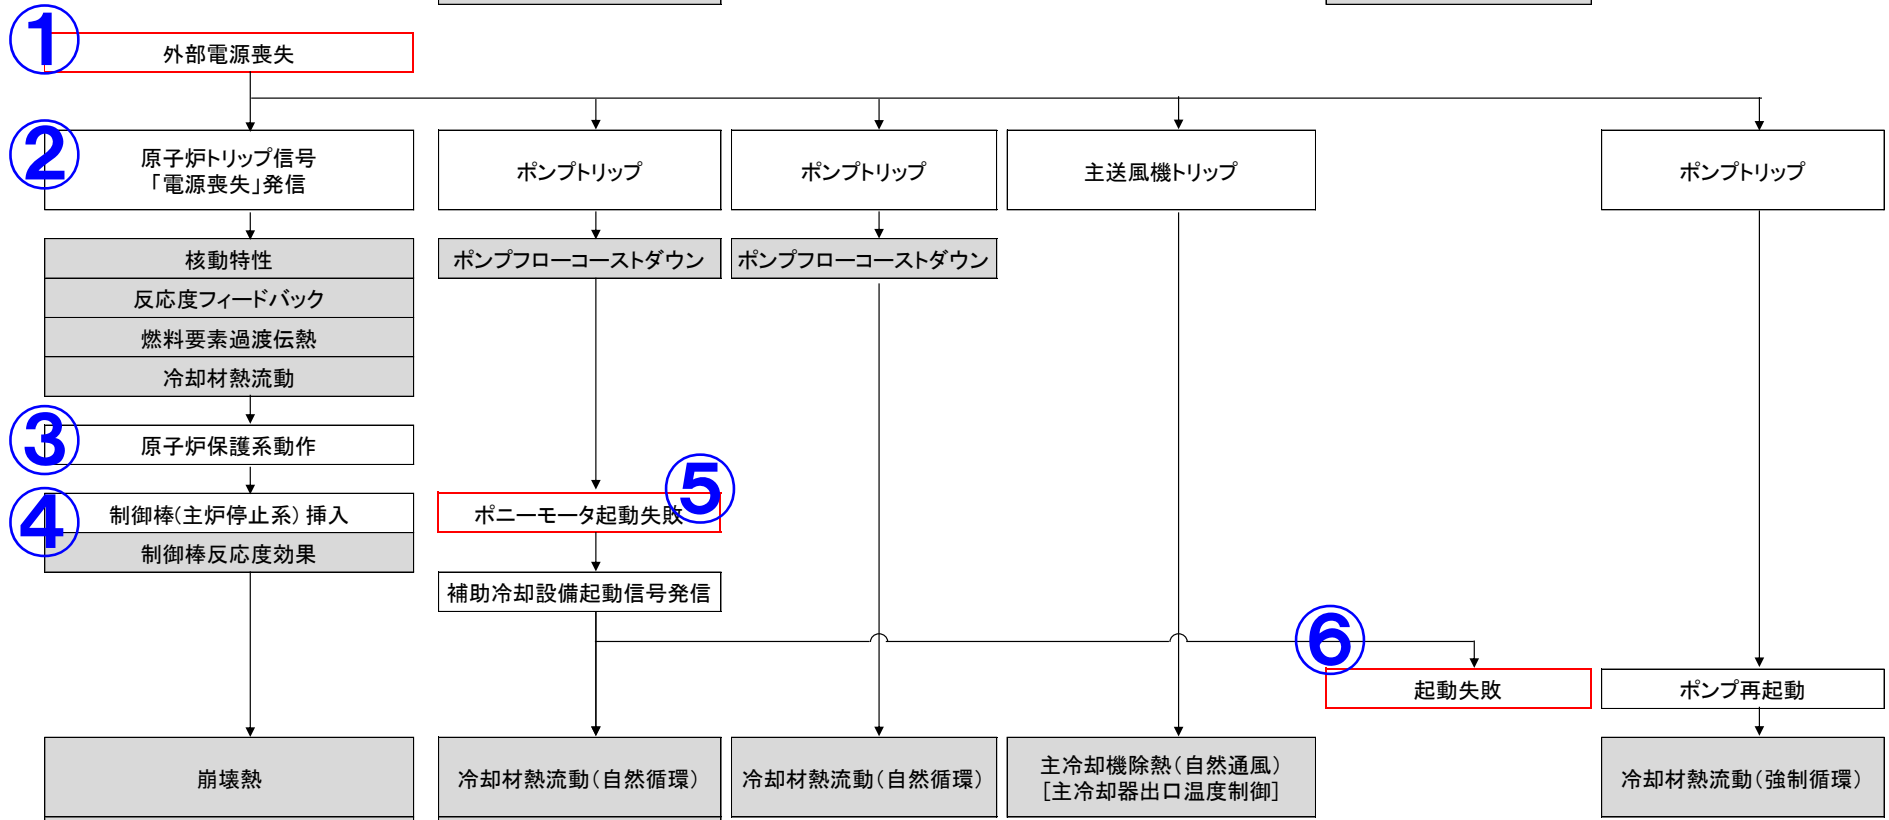 ①
外部電源喪失
②
原子炉トリップ信号
「電源喪失」発信
ポンプトリップ
ポンプトリップ
主送風機トリップ
ポンプトリップ
核動特性
ポンプフローコーストダウン
ポンプフローコーストダウン
反応度フィードバック
燃料要素過渡伝熱
冷却材熱流動
③
原子炉保護系動作
④
制御棒(主炉停止系)挿入
制御棒反応度効果
⑤
ポニーモータ起動失敗
補助冷却設備起動信号発信
⑥
起動失敗
ポンプ再起動
崩壊熱
冷却材熱流動(自然循環)
冷却材熱流動(自然循環)
主冷却機除熱(自然通風)
[主冷却器出口温度制御]
冷却材熱流動(強制循環)